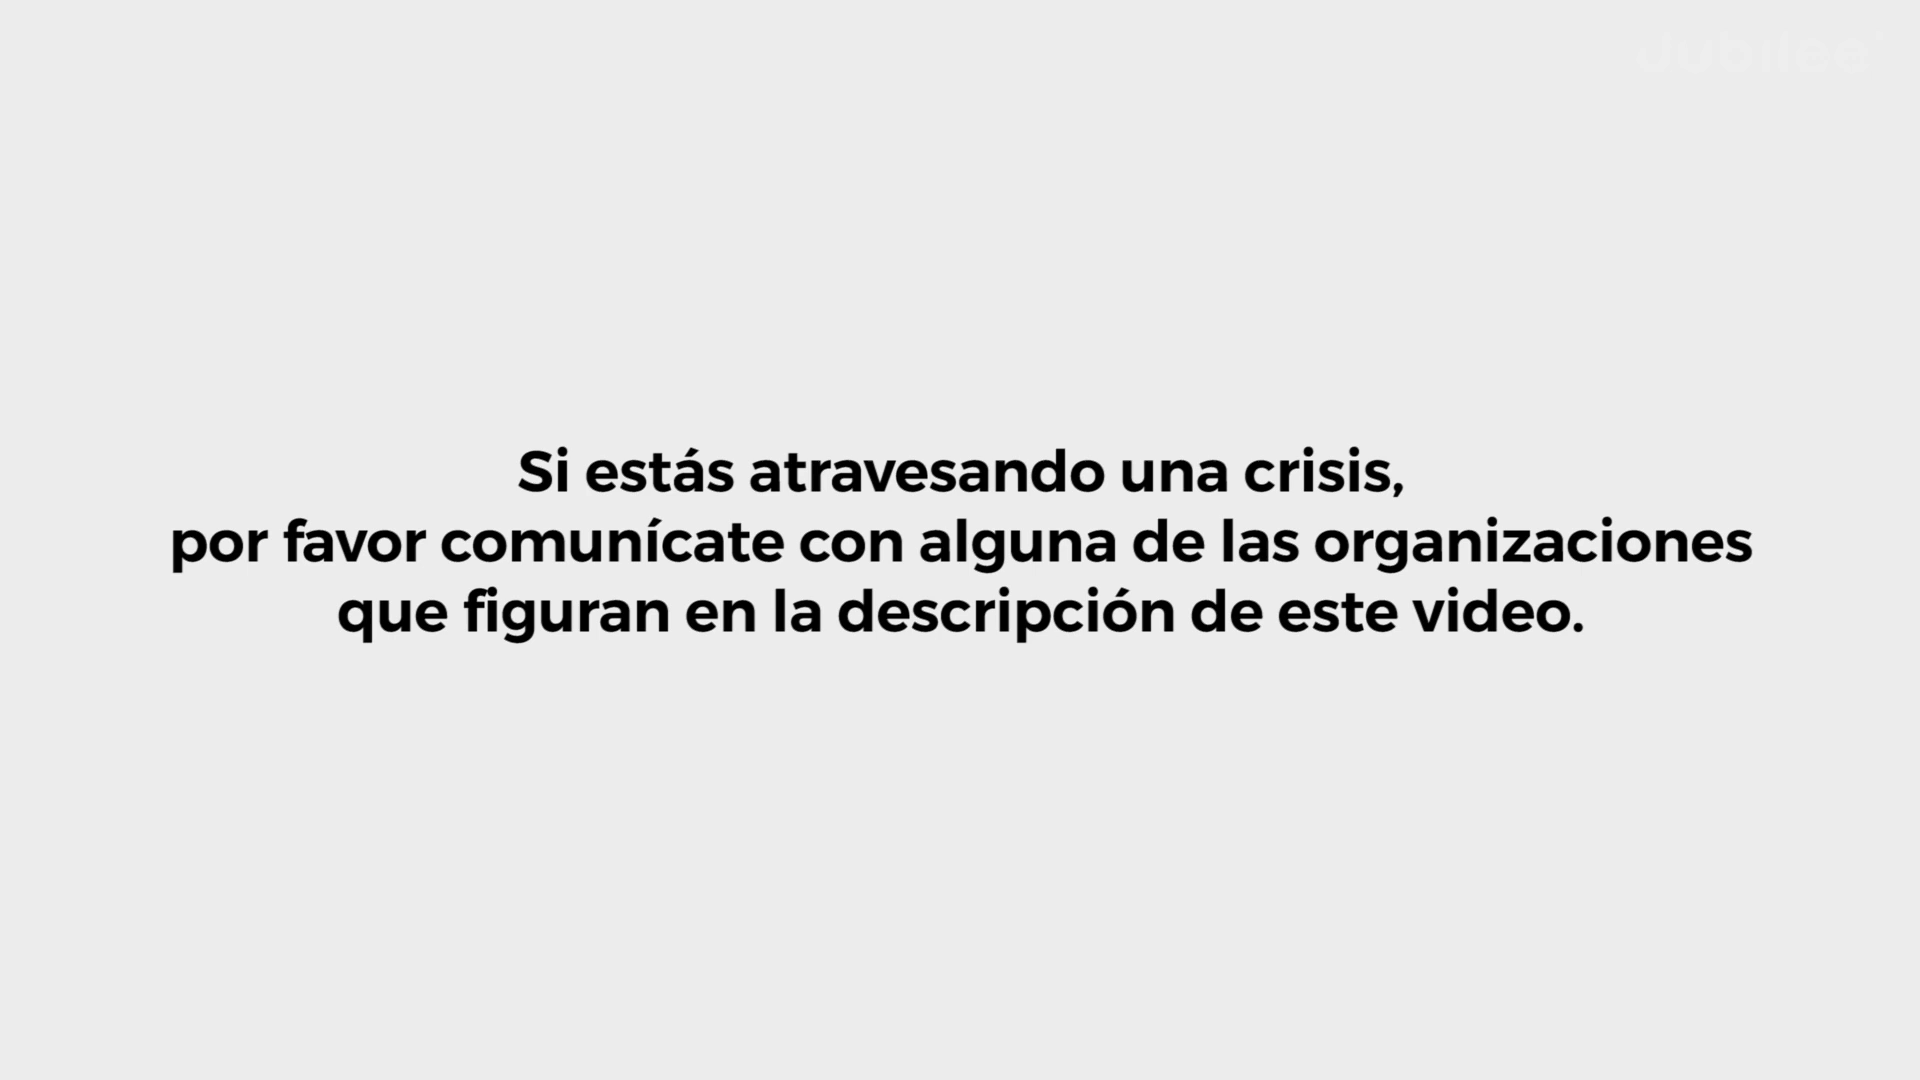 Jubilee
Si estás atravesando una crisis,
por favor comunícate con alguna de las organizaciones
que figuran en la descripción de este video.